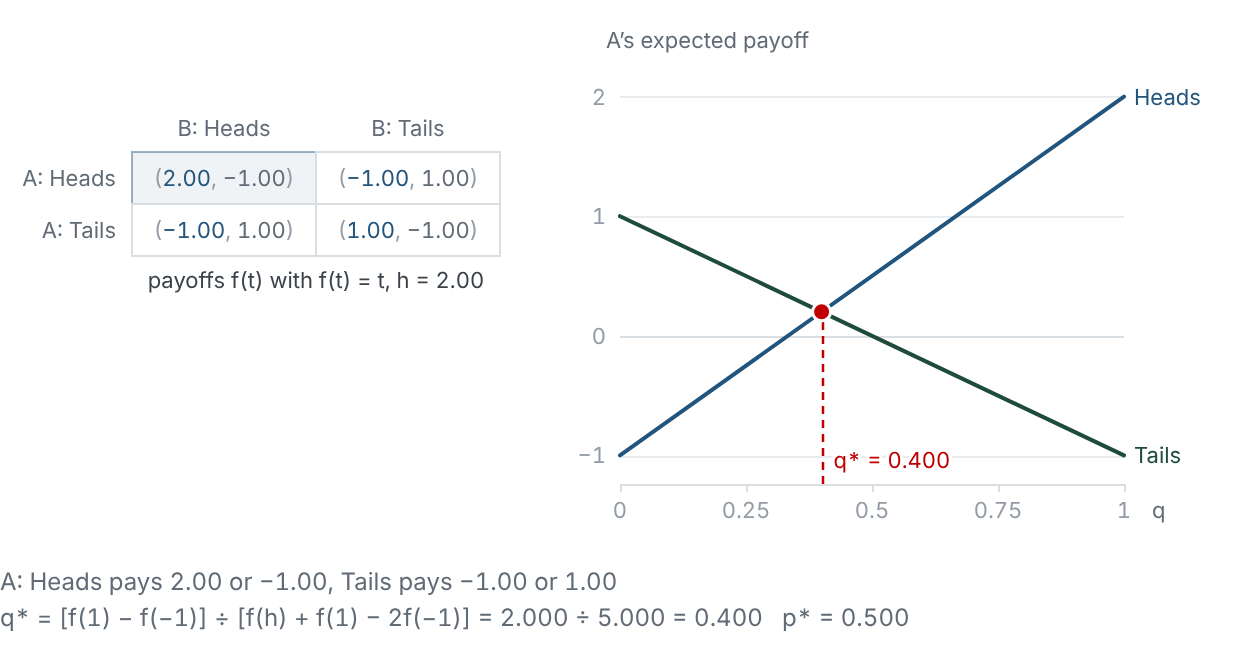 A’s expected payoff
B: Heads B: Tails
A: Heads (2.00, −1.00) (−1.00, 1.00)
A: Tails (−1.00, 1.00) (1.00, −1.00)
payoffs f(t) with f(t) = t, h = 2.00
2
1
0
−1
Heads
Tails
q* = 0.400
0 0.25 0.5 0.75 1 q
A: Heads pays 2.00 or −1.00, Tails pays −1.00 or 1.00
q* = [f(1) − f(−1)] ÷ [f(h) + f(1) − 2f(−1)] = 2.000 ÷ 5.000 = 0.400 p* = 0.500